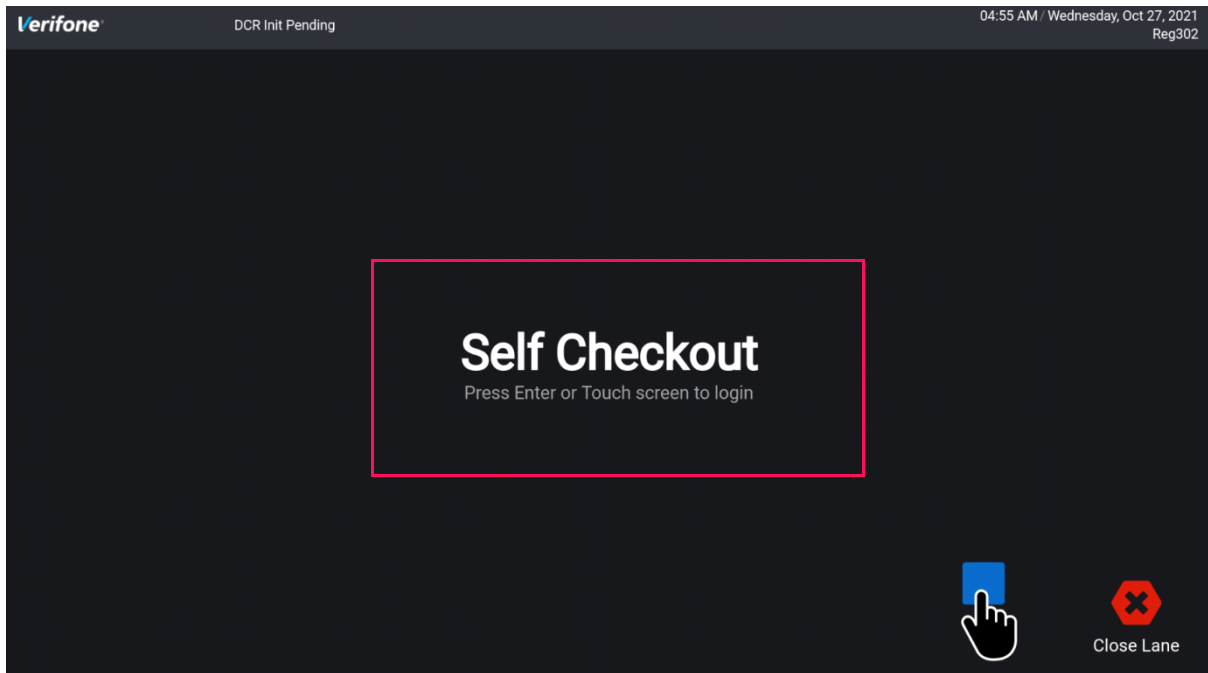 Verifone
DCR Init Pending
04:55 AM / Wednesday, Oct 27, 2021
Reg302
Self Checkout
Press Enter or Touch screen to login
Close Lane